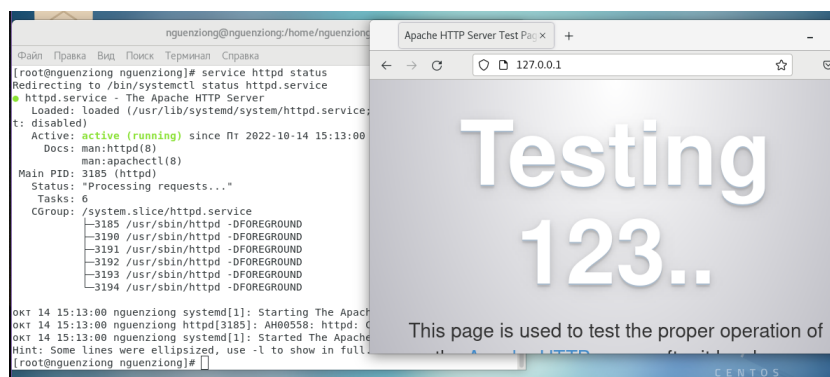 nguenziong@nguenziong:/home/nguenziong
Файл Правка Вид Поиск Терминал Справка
[root@nguenziong nguenziong]# service httpd status
Redirecting to /bin/systemctl status httpd.service
● httpd.service - The Apache HTTP Server
Loaded: loaded (/usr/lib/systemd/system/httpd.service;
t: disabled)
Active: active (running) since Пт 2022-10-14 15:13:00
Docs: man:httpd(8)
man:apachectl(8)
Main PID: 3185 (httpd)
Status: "Processing requests..."
Tasks: 6
CGroup: /system.slice/httpd.service
├─3185 /usr/sbin/httpd -DFOREGROUND
├─3190 /usr/sbin/httpd -DFOREGROUND
├─3191 /usr/sbin/httpd -DFOREGROUND
├─3192 /usr/sbin/httpd -DFOREGROUND
├─3193 /usr/sbin/httpd -DFOREGROUND
└─3194 /usr/sbin/httpd -DFOREGROUND
окт 14 15:13:00 nguenziong systemd[1]: Starting The Apach
окт 14 15:13:00 nguenziong httpd[3185]: AH00558: httpd: C
окт 14 15:13:00 nguenziong systemd[1]: Started The Apache
Hint: Some lines were ellipsized, use -l to show in full.
[root@nguenziong nguenziong]#
Apache HTTP Server Test Pag × +
127.0.0.1
Testing
123..
This page is used to test the proper operation of
CENTOS